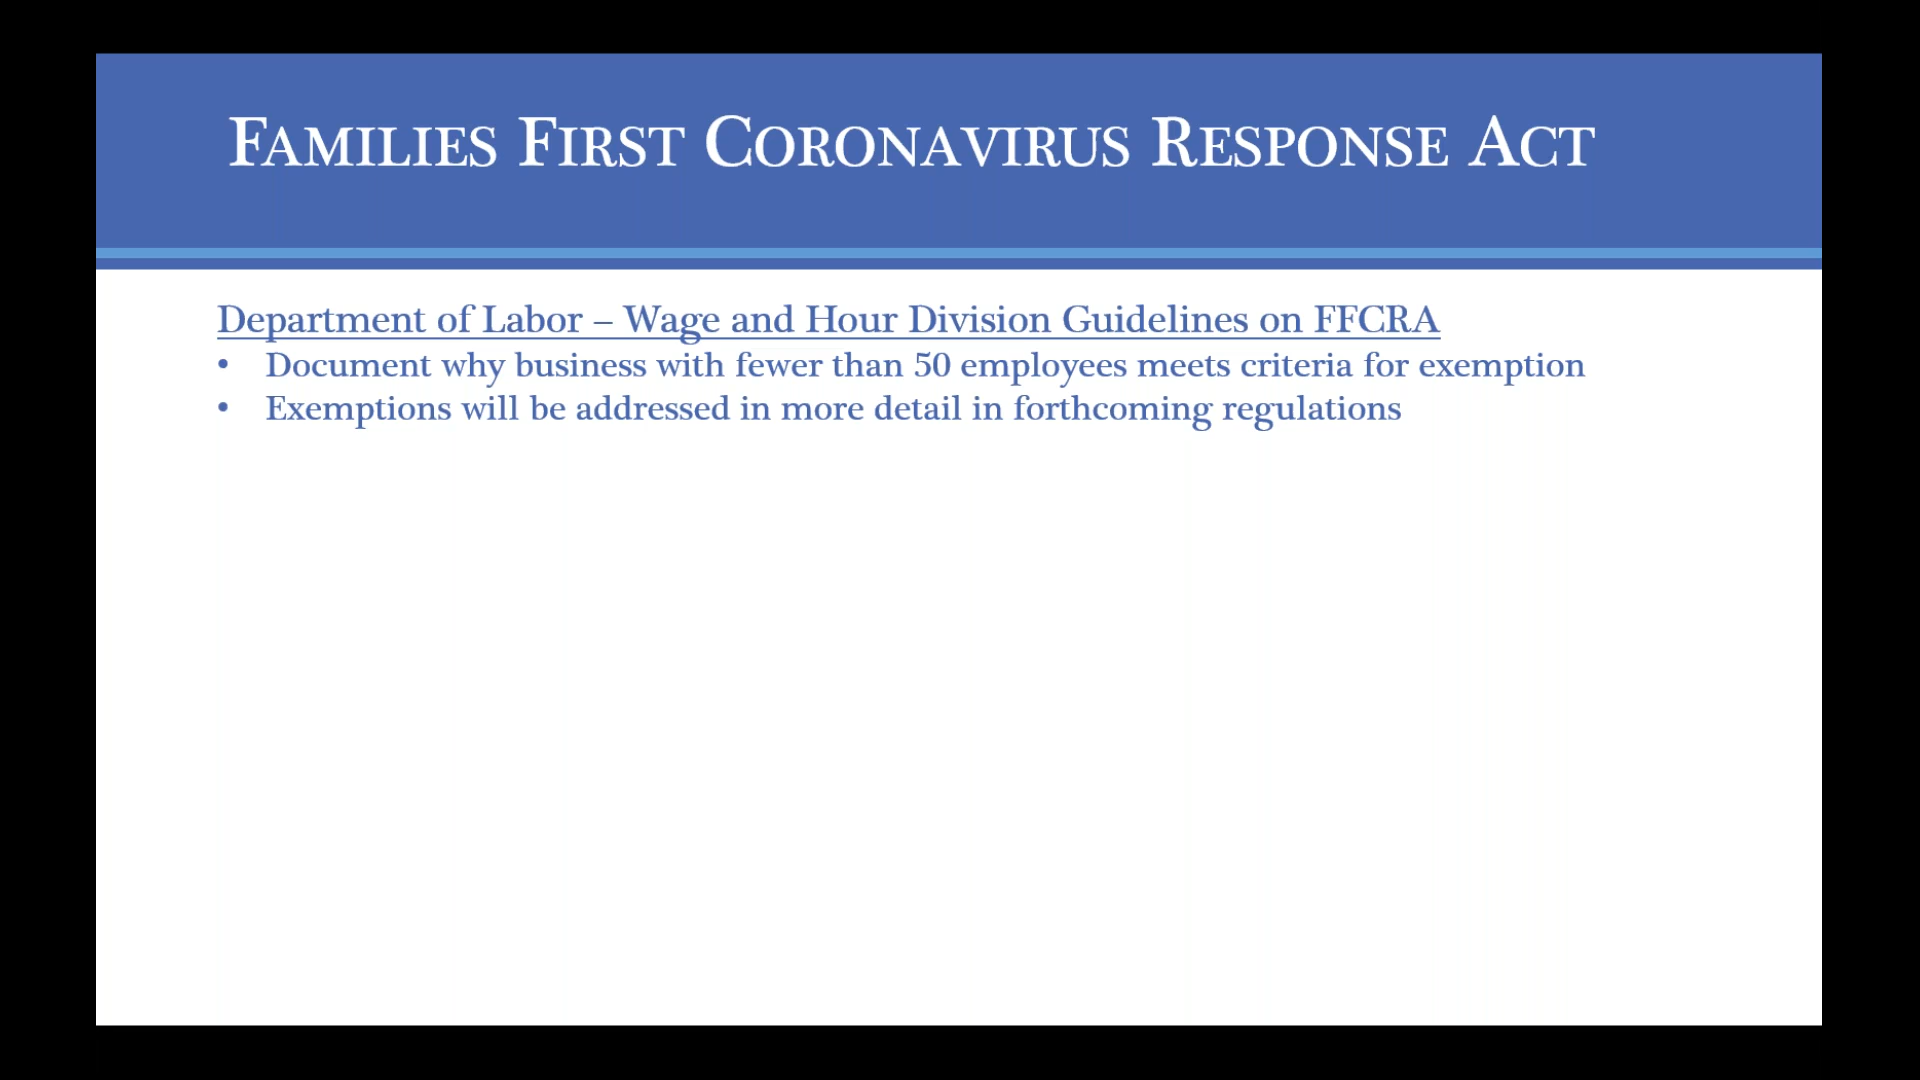 Families First Coronavirus Response Act
Department of Labor – Wage and Hour Division Guidelines on FFCRA
• Document why business with fewer than 50 employees meets criteria for exemption
• Exemptions will be addressed in more detail in forthcoming regulations